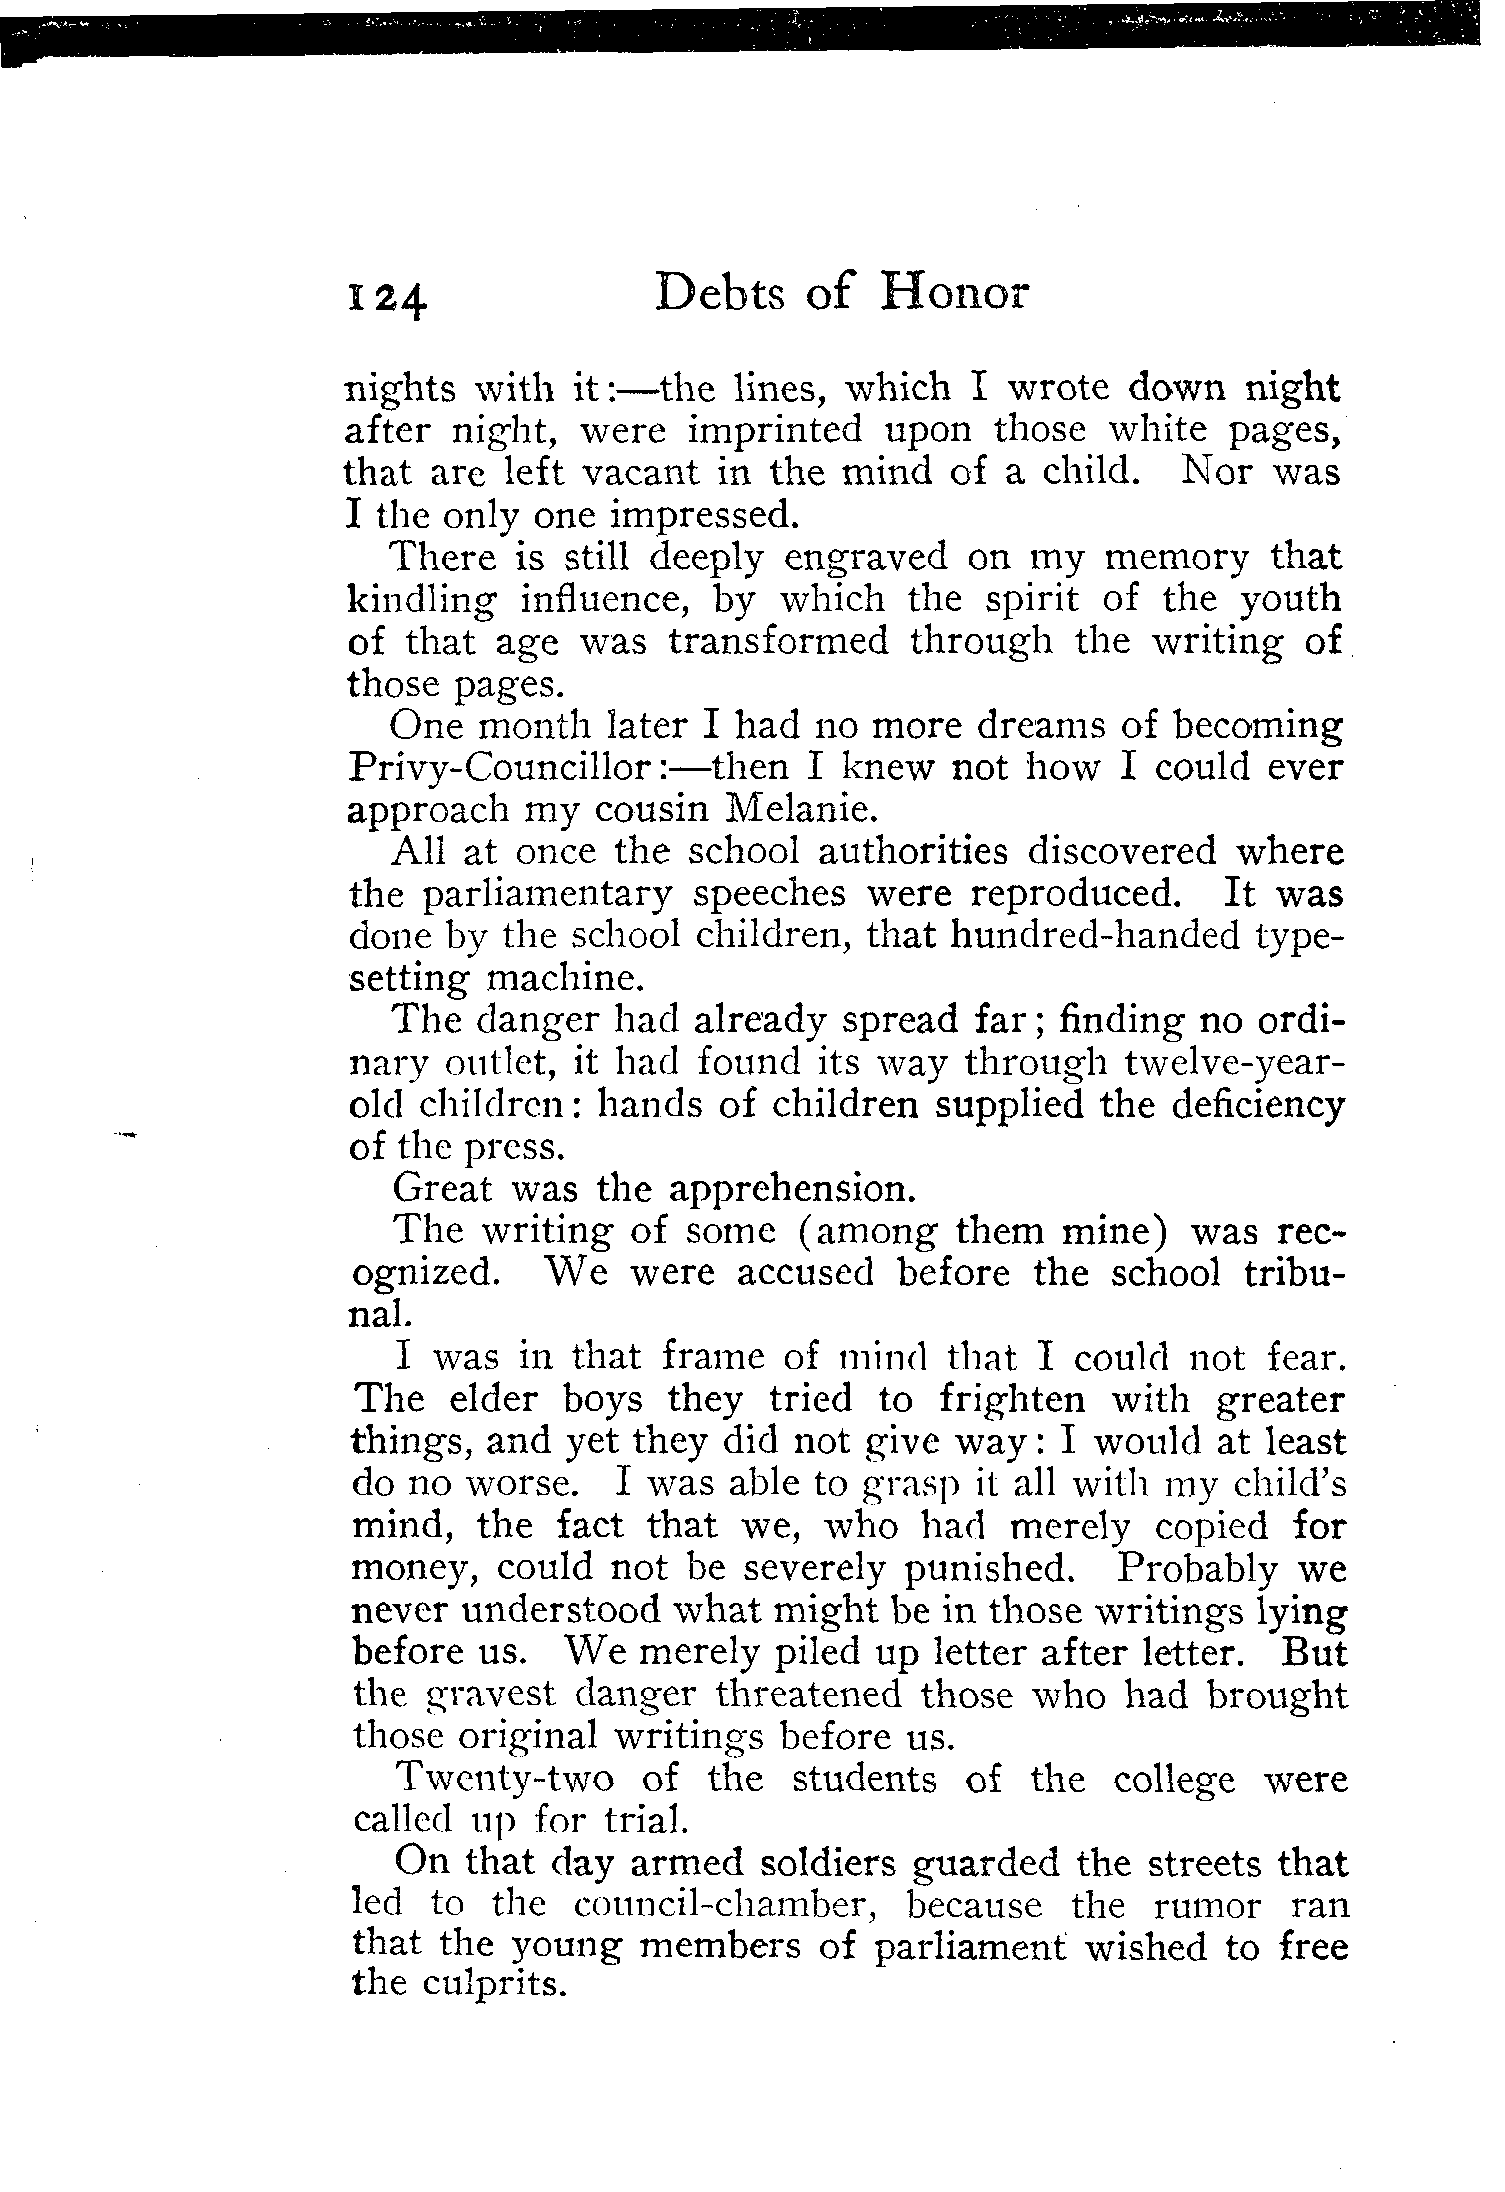 124 Debts of Honor
nights with it:—the lines, which I wrote down night
after night, were imprinted upon those white pages,
that are left vacant in the mind of a child. Nor was
I the only one impressed.
There is still deeply engraved on my memory that
kindling influence, by which the spirit of the youth
of that age was transformed through the writing of
those pages.
One month later I had no more dreams of becoming
Privy-Councillor:—then I knew not how I could ever
approach my cousin Melanie.
All at once the school authorities discovered where
the parliamentary speeches were reproduced. It was
done by the school children, that hundred-handed type-
setting machine.
The danger had already spread far; finding no ordi-
nary outlet, it had found its way through twelve-year-
old children: hands of children supplied the deficiency
of the press.
Great was the apprehension.
The writing of some (among them mine) was rec-
ognized. We were accused before the school tribu-
nal.
I was in that frame of mind that I could not fear.
The elder boys they tried to frighten with greater
things, and yet they did not give way: I would at least
do no worse. I was able to grasp it all with my child's
mind, the fact that we, who had merely copied for
money, could not be severely punished. Probably we
never understood what might be in those writings lying
before us. We merely piled up letter after letter. But
the gravest danger threatened those who had brought
those original writings before us.
Twenty-two of the students of the college were
called up for trial.
On that day armed soldiers guarded the streets that
led to the council-chamber, because the rumor ran
that the young members of parliament wished to free
the culprits.